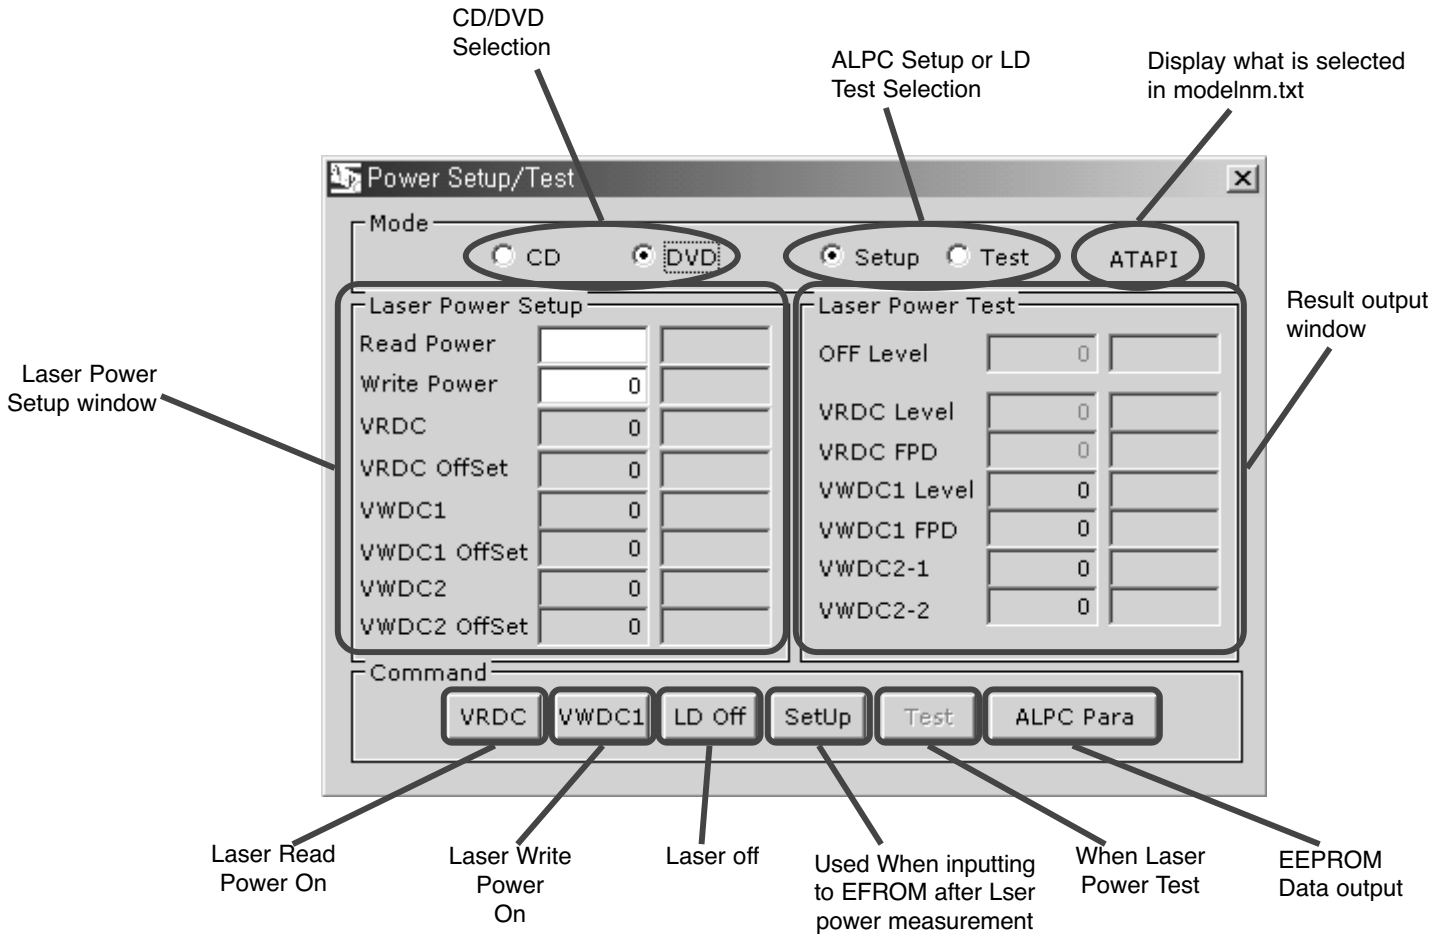 CD/DVD
Selection
ALPC Setup or LD
Test Selection
Display what is selected
in modelnm.txt
Power Setup/Test
Mode
CD DVD Setup Test ATAPI
Laser Power Setup
Read Power
Write Power 0
VRDC 0
VRDC OffSet 0
VWDC1 0
VWDC1 OffSet 0
VWDC2 0
VWDC2 OffSet 0
Laser Power Test
OFF Level 0
VRDC Level 0
VRDC FPD 0
VWDC1 Level 0
VWDC1 FPD 0
VWDC2-1 0
VWDC2-2 0
Laser Power
Setup window
Result output
window
Command
VRDC VWDC1 LD Off SetUp Test ALPC Para
Laser Read
Power On
Laser Write
Power
On
Laser off
Used When inputting
to EFROM after Lser
power measurement
When Laser
Power Test
EEPROM
Data output